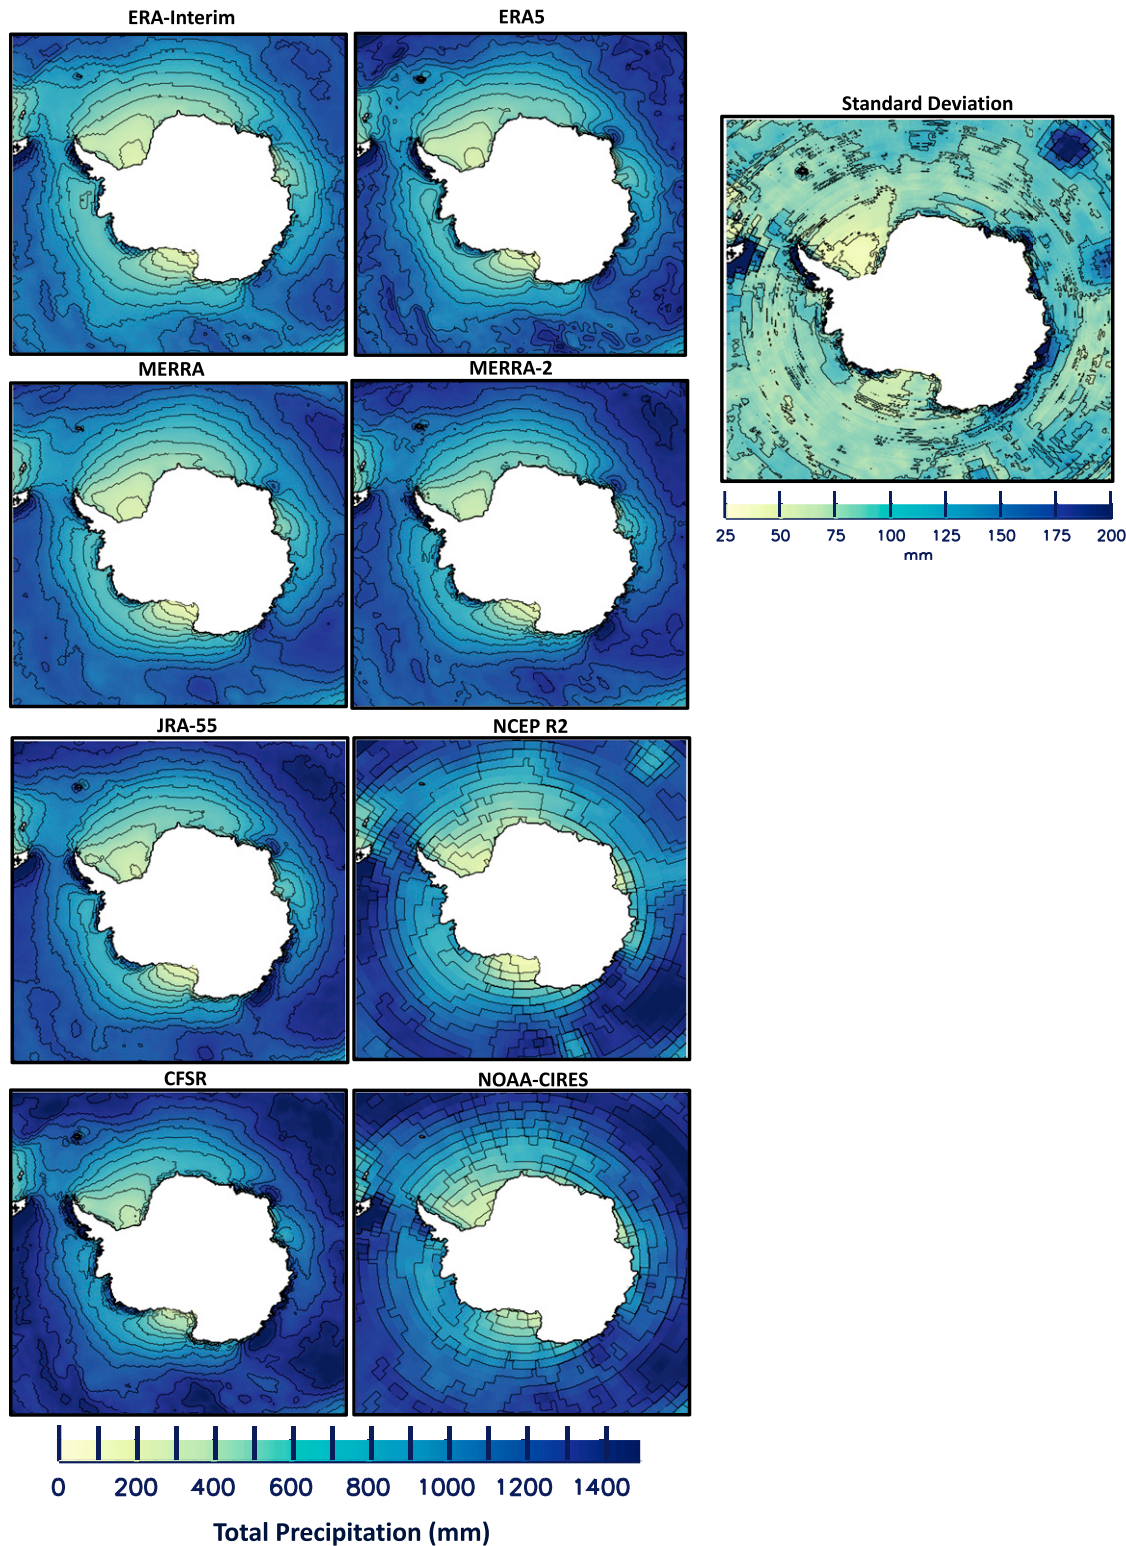 ERA-Interim
ERA5
Standard Deviation
25 50 75 100 125 150 175 200
mm
MERRA
MERRA-2
JRA-55
NCEP R2
CFSR
NOAA-CIRES
0 200 400 600 800 1000 1200 1400
Total Precipitation (mm)